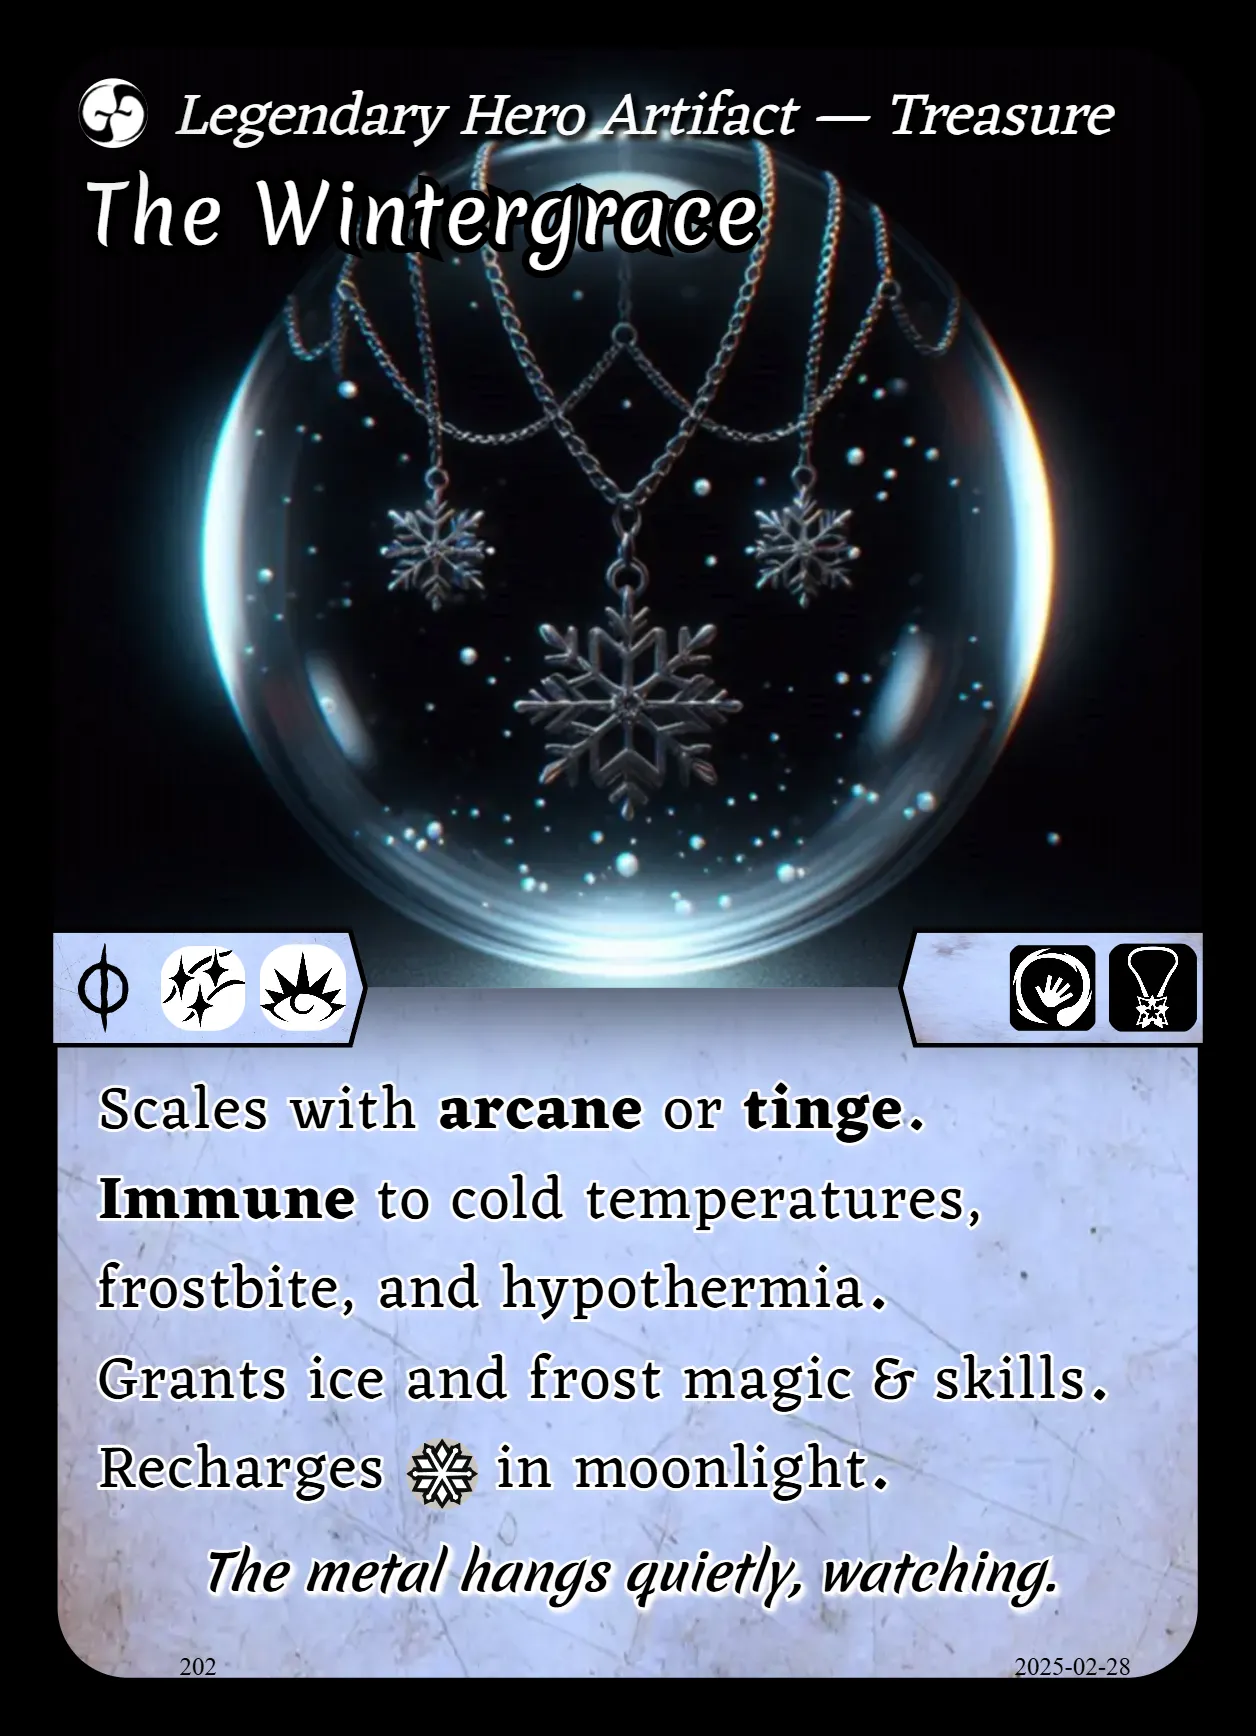 Legendary Hero Artifact — Treasure
The Wintergrace
Scales with arcane or tinge.
Immune to cold temperatures,
frostbite, and hypothermia.
Grants ice and frost magic & skills.
Recharges in moonlight.
The metal hangs quietly, watching.
202 2025-02-28